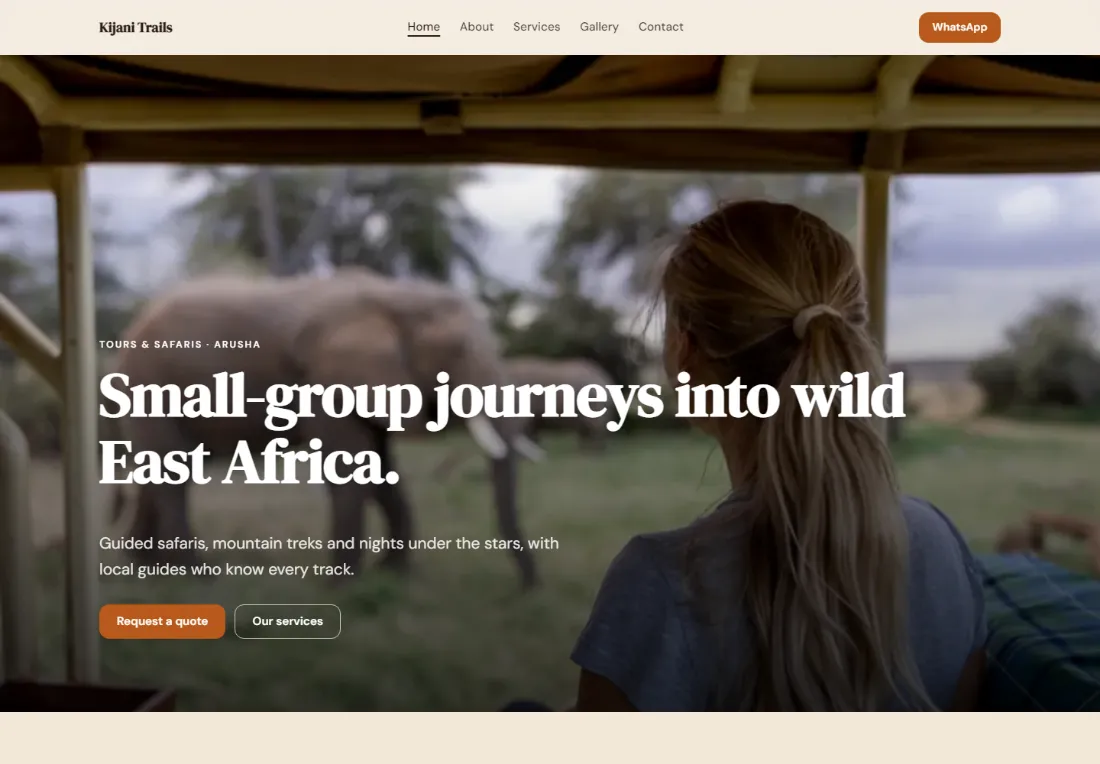 Kijani Trails
Home
About
Services
Gallery
Contact
WhatsApp
TOURS & SAFARIS · ARUSHA
Small-group journeys into wild
East Africa.
Guided safaris, mountain treks and nights under the stars, with
local guides who know every track.
Request a quote
Our services